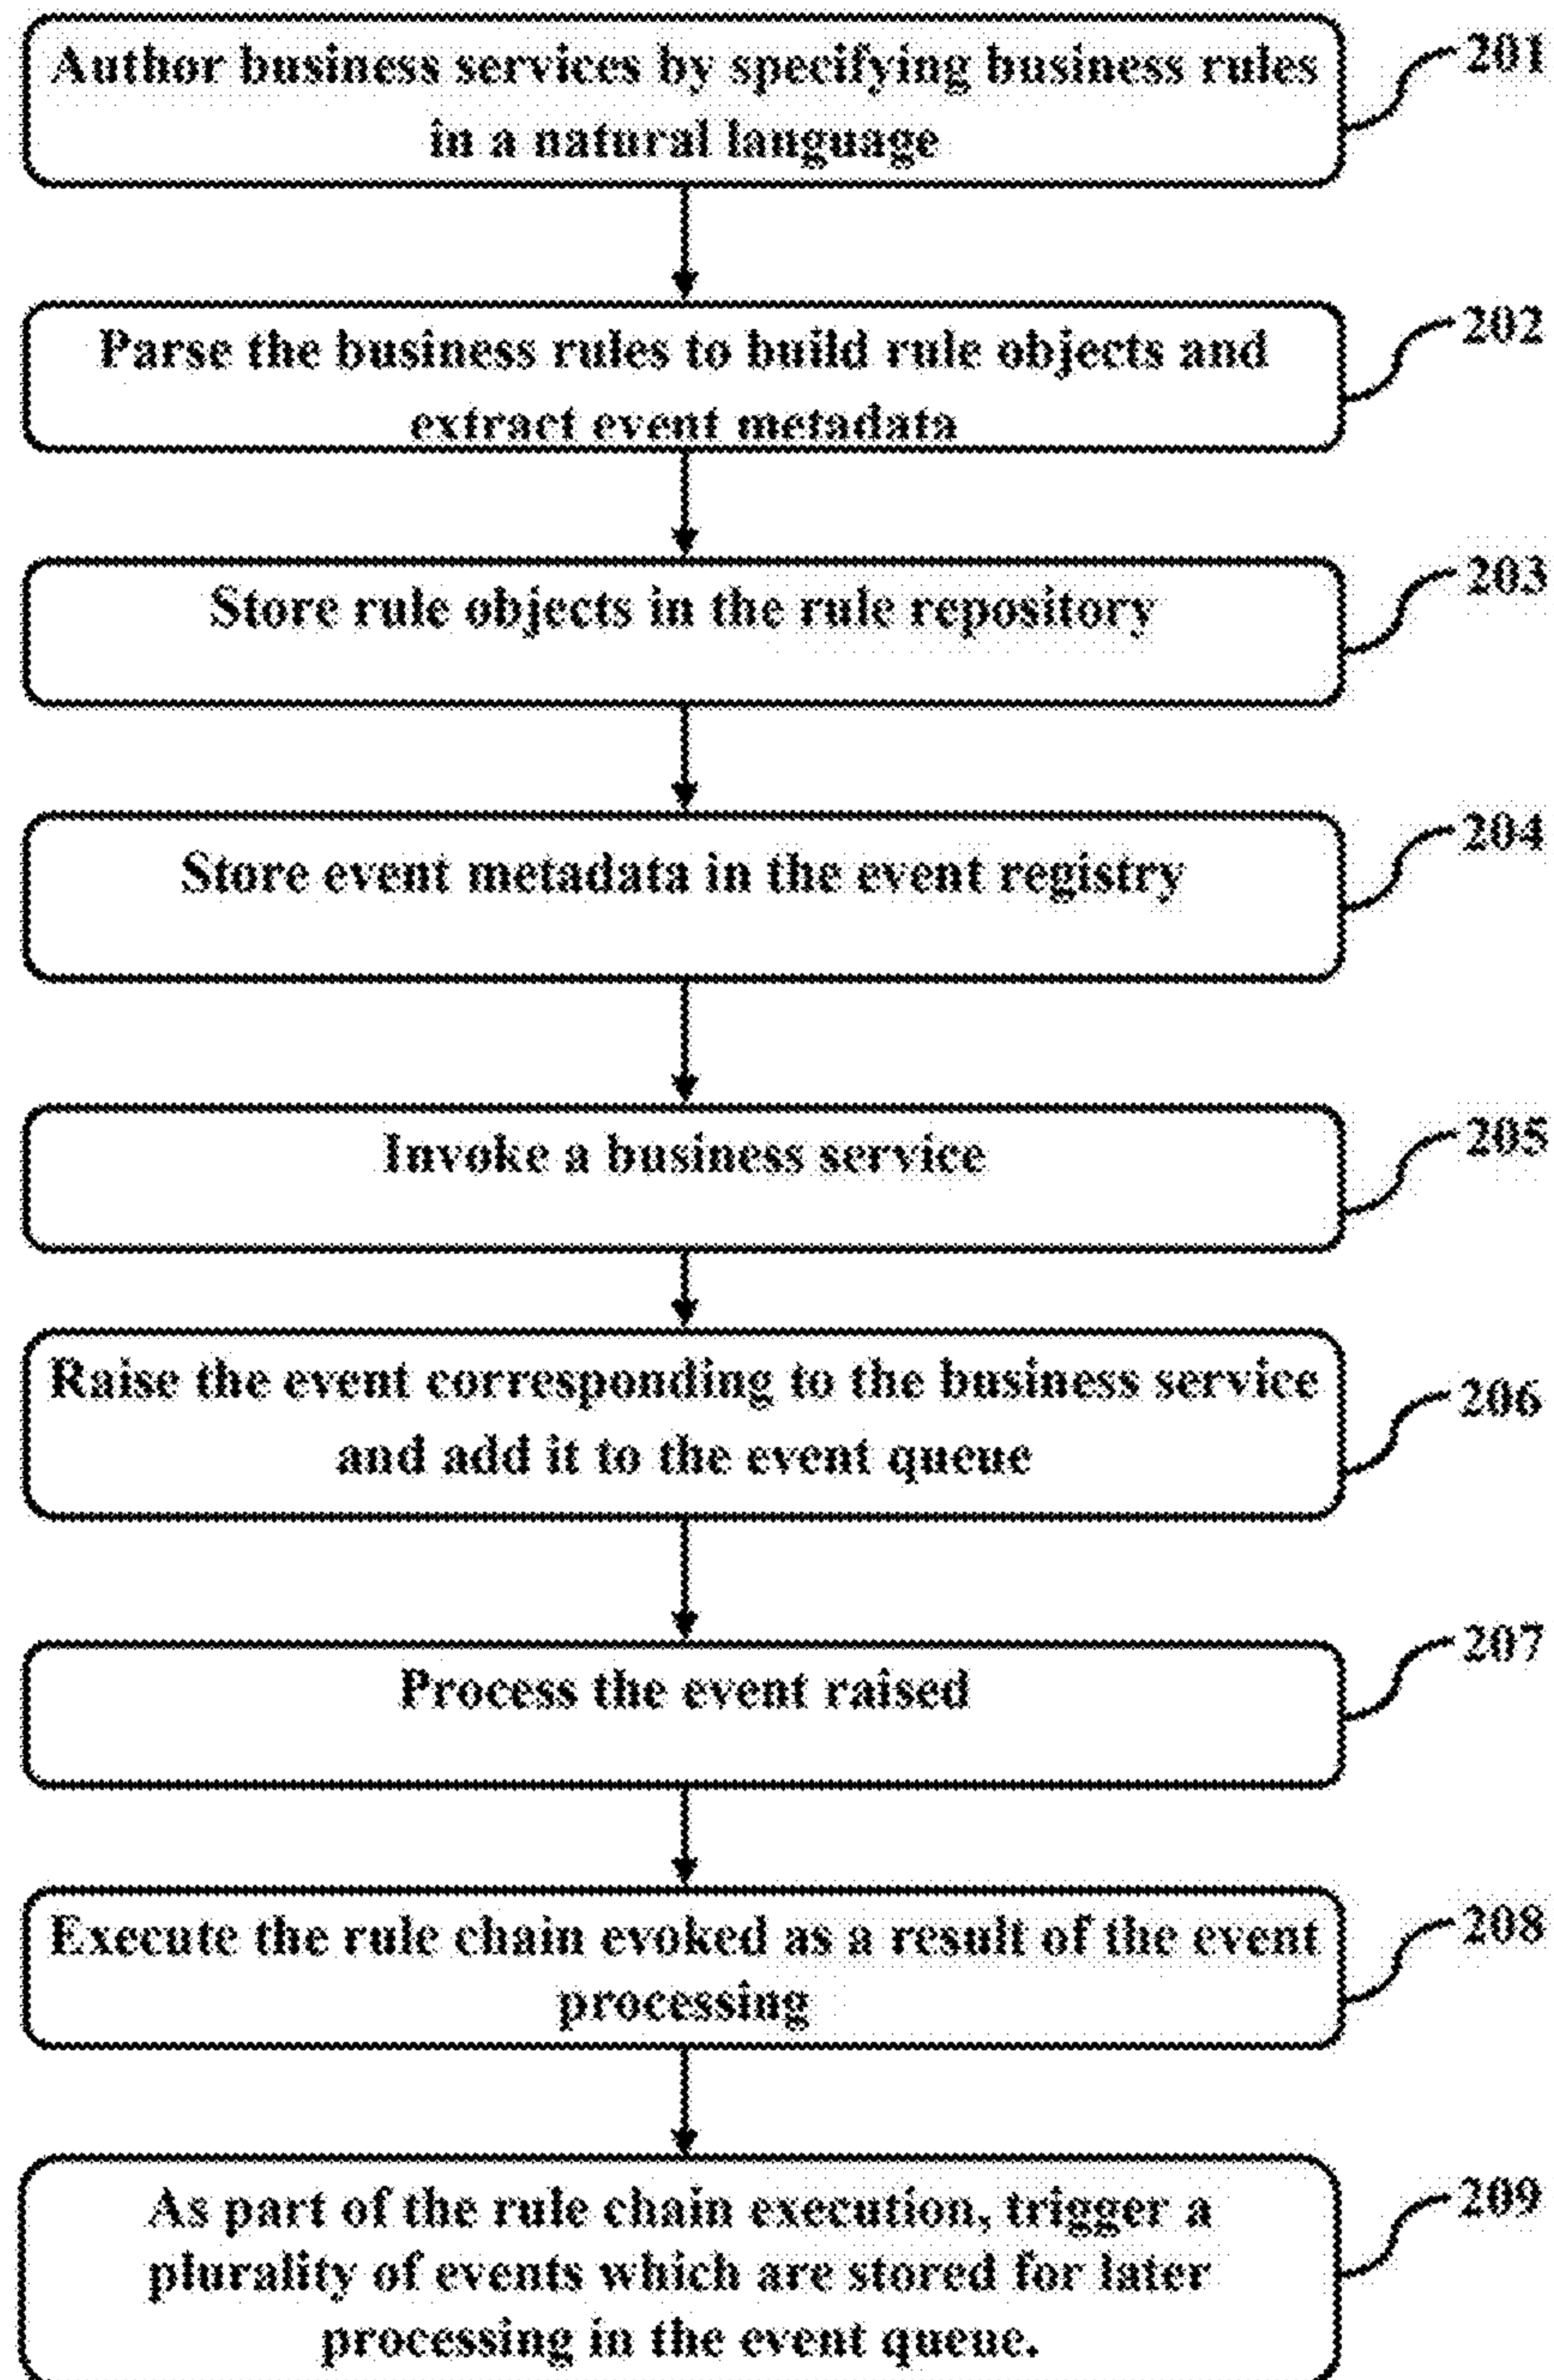 Author business services by specifying business rules
in a natural language
201
Parse the business rules to build rule objects and
extract event metadata
202
Store rule objects in the rule repository
203
Store event metadata in the event registry
204
Invoke a business service
205
Raise the event corresponding to the business service
and add it to the event queue
206
Process the event raised
207
Execute the rule chain evoked as a result of the event
processing
208
As part of the rule chain execution, trigger a
plurality of events which are stored for later
processing in the event queue.
209